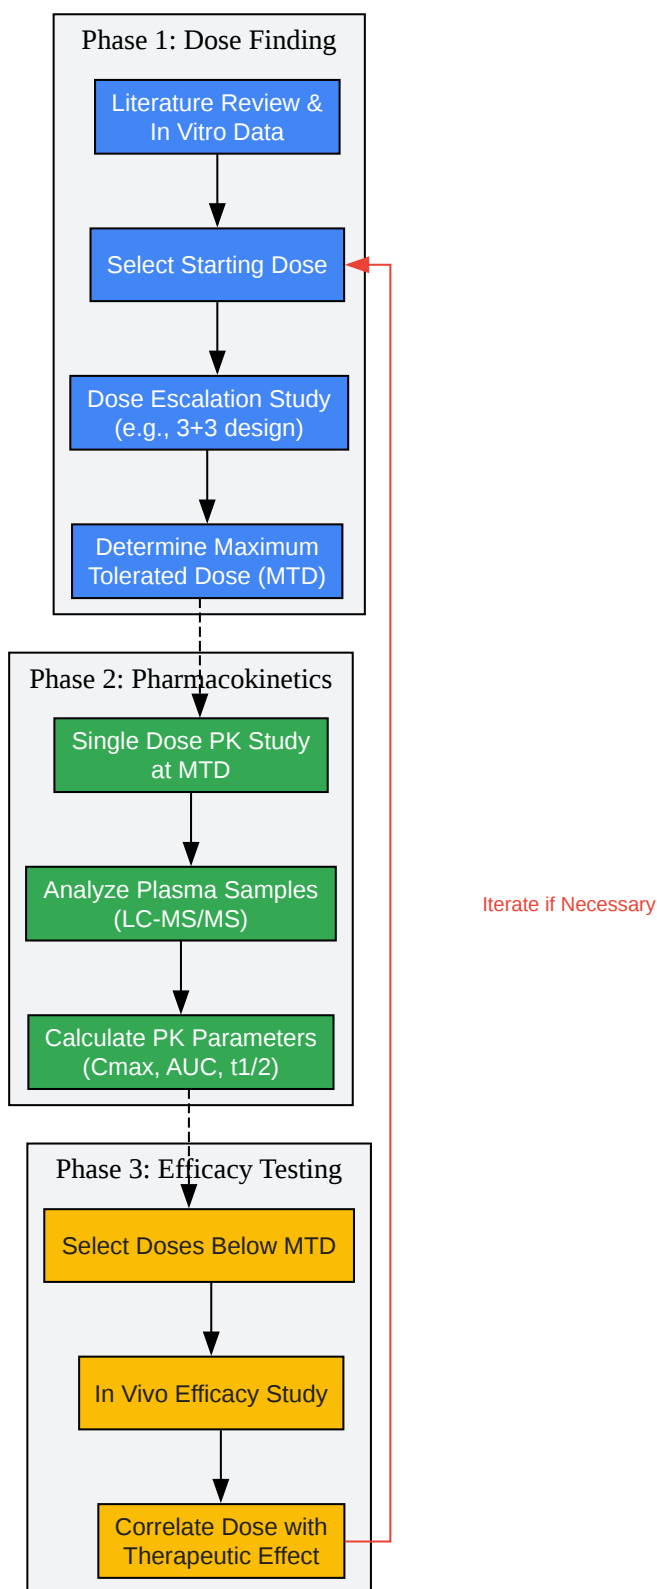 Phase 1: Dose Finding
Literature Review &
In Vitro Data
Select Starting Dose
Dose Escalation Study
(e.g., 3+3 design)
Determine Maximum
Tolerated Dose (MTD)
Phase 2: Pharmacokinetics
Single Dose PK Study
at MTD
Analyze Plasma Samples
(LC-MS/MS)
Iterate if Necessary
Calculate PK Parameters
(Cmax, AUC, t1/2)
Phase 3: Efficacy Testing
Select Doses Below MTD
In Vivo Efficacy Study
Correlate Dose with
Therapeutic Effect